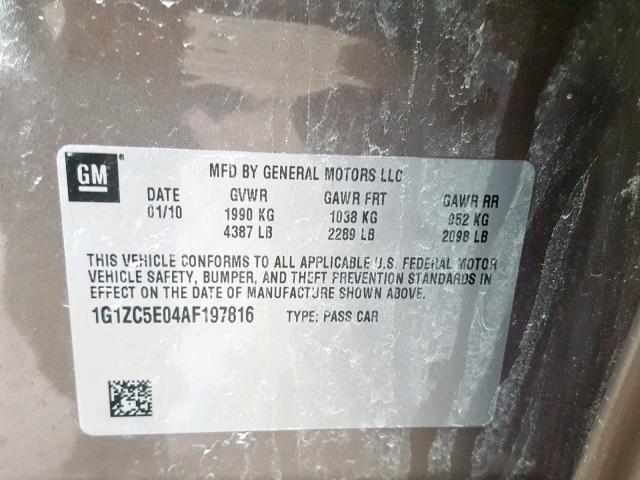 GM
MFD BY GENERAL MOTORS LLC
DATE GVWR GAWR FRT GAWR RR
01/10 1990 KG 1038 KG 952 KG
4387 LB 2289 LB 2098 LB
THIS VEHICLE CONFORMS TO ALL APPLICABLE U.S. FEDERAL MOTOR
VEHICLE SAFETY, BUMPER, AND THEFT PREVENTION STANDARDS IN
EFFECT ON THE DATE OF MANUFACTURE SHOWN ABOVE.
1G1ZC5E04AF197816 TYPE: PASS CAR